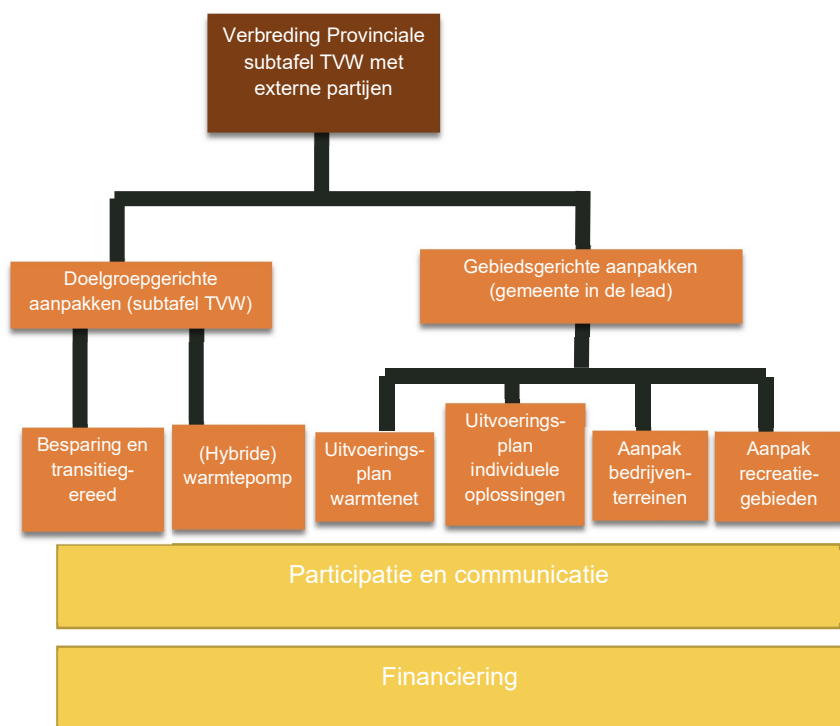 Verbreding Provinciale
subtafel TVW met
externe partijen
Doelgroepgerichte
aanpakken (subtafel TVW)
Gebiedsgerichte aanpakken
(gemeente in de lead)
Besparing en
transitieg-
ereed
(Hybride)
warmtepomp
Uitvoerings-
plan
warmtenet
Uitvoerings-
plan
individuele
oplossingen
Aanpak
bedrijven-
terreinen
Aanpak
recreatie-
gebieden
Participatie en communicatie
Financiering